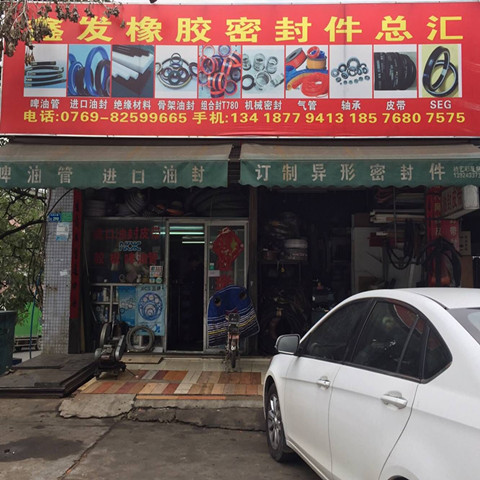 鑫发橡胶密封件总汇
啤油管 进口油封 绝缘材料 骨架油封 组合封T780 机械密封 气管 轴承 皮带 SEG
电话:0769-82599665 手机:134 1877 9413 185 7680 7575
啤油管 进口油封 订制异形密封件